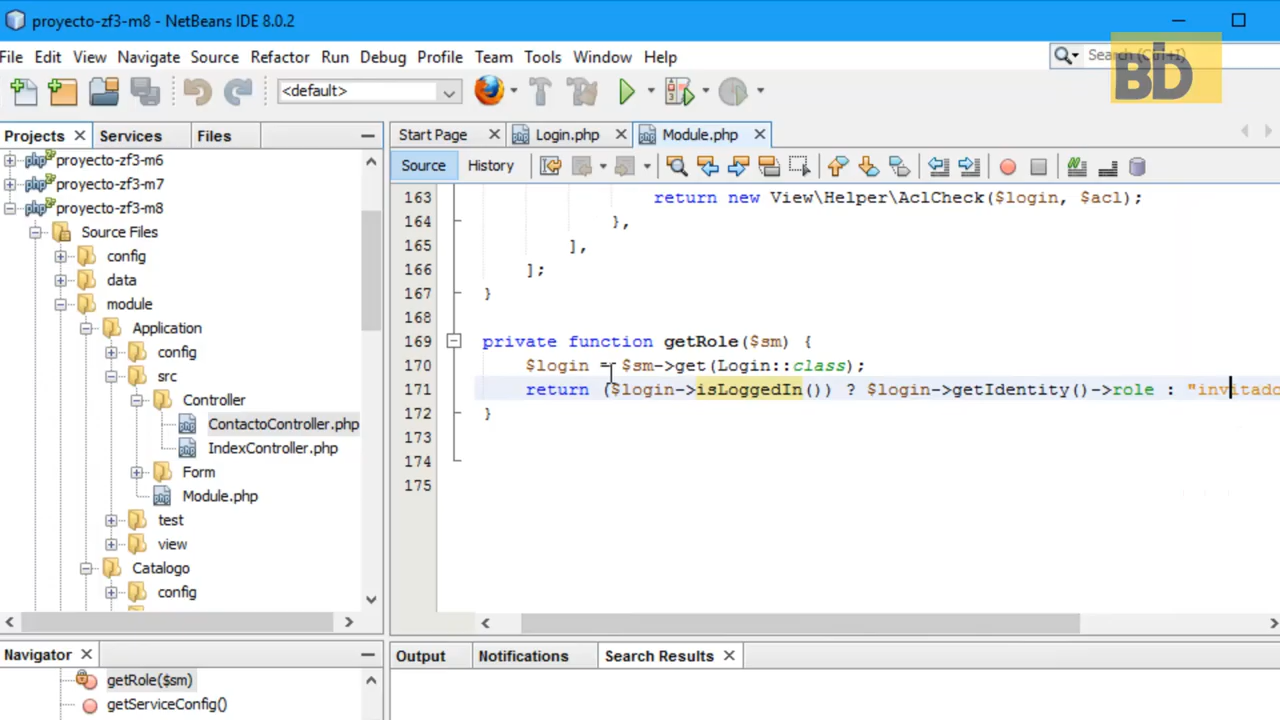 proyecto-zf3-m8 - NetBeans IDE 8.0.2
File Edit View Navigate Source Refactor Run Debug Profile Team Tools Window Help
Search (Ctrl+I)
BD
<default>
Projects Services Files
Start Page Login.php Module.php
Source History
proyecto-zf3-m6
proyecto-zf3-m7
proyecto-zf3-m8
Source Files
config
data
module
Application
config
src
Controller
ContactoController.php
IndexController.php
Form
Module.php
test
view
Catalogo
config
163 return new View\Helper\AclCheck($login, $acl);
164 },
165 ],
166 ];
167 }
168
169 private function getRole($sm) {
170 $login = $sm->get(Login::class);
171 return ($login->isLoggedIn()) ? $login->getIdentity()->role : "invitado
172 }
173
174
175
Navigator
getRole($sm)
getServiceConfig()
Output Notifications Search Results